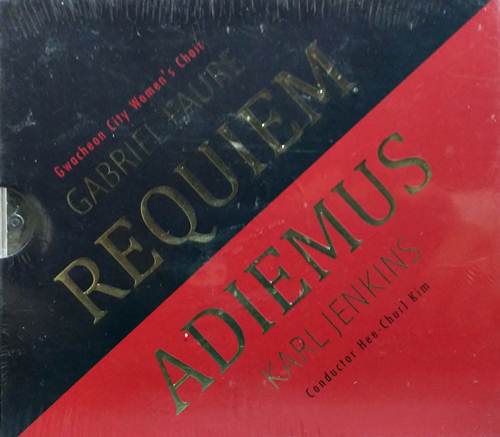 Gwacheon City Women's Choir
GABRIEL FAURE
REQUIEM
ADIEMUS
KARL JENKINS
Conductor Hee-Churl Kim